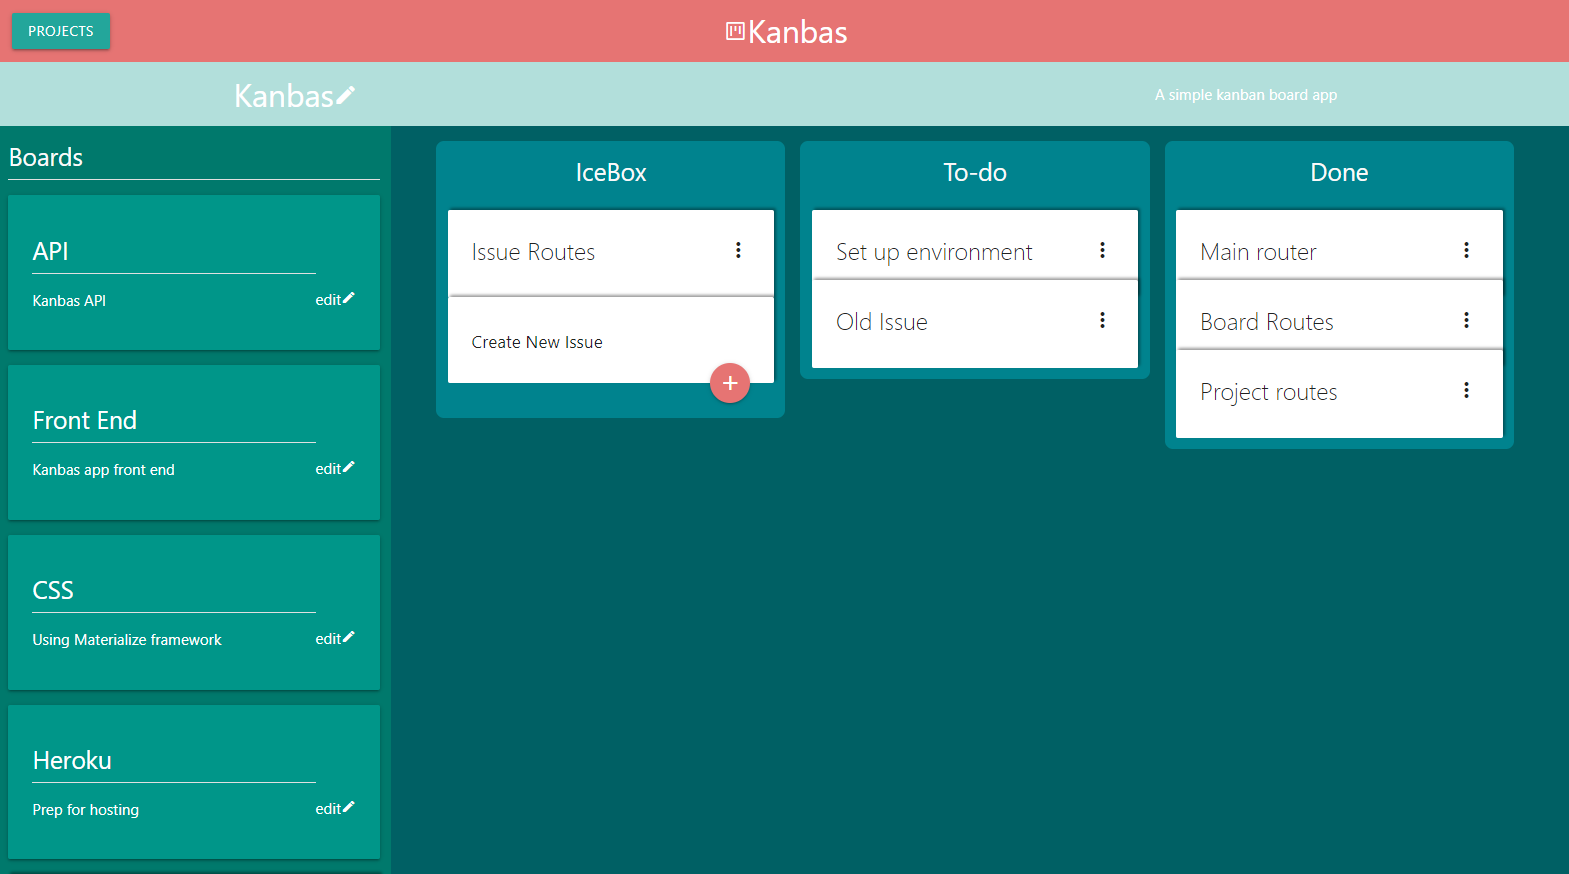 PROJECTS
Kanbas
Kanbas
A simple kanban board app
Boards
API
Kanbas API
edit
Front End
Kanbas app front end
edit
CSS
Using Materialize framework
edit
Heroku
Prep for hosting
edit
IceBox
Issue Routes
Create New Issue
To-do
Set up environment
Old Issue
Done
Main router
Board Routes
Project routes